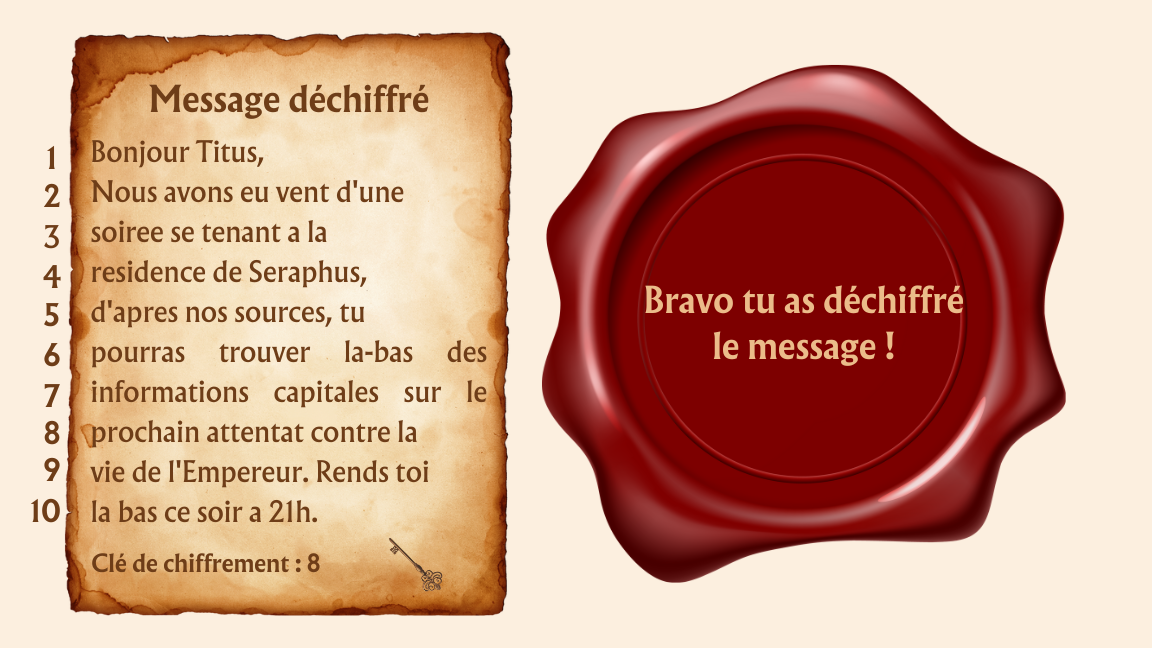 Message déchiffré
1 Bonjour Titus,
2 Nous avons eu vent d'une
3 soiree se tenant a la
4 residence de Seraphus,
5 d'apres nos sources, tu
6 pourras trouver la-bas des
7 informations capitales sur le
8 prochain attentat contre la
9 vie de l'Empereur. Rends toi
10 la bas ce soir a 21h.
Clé de chiffrement : 8
Bravo tu as déchiffré
le message !